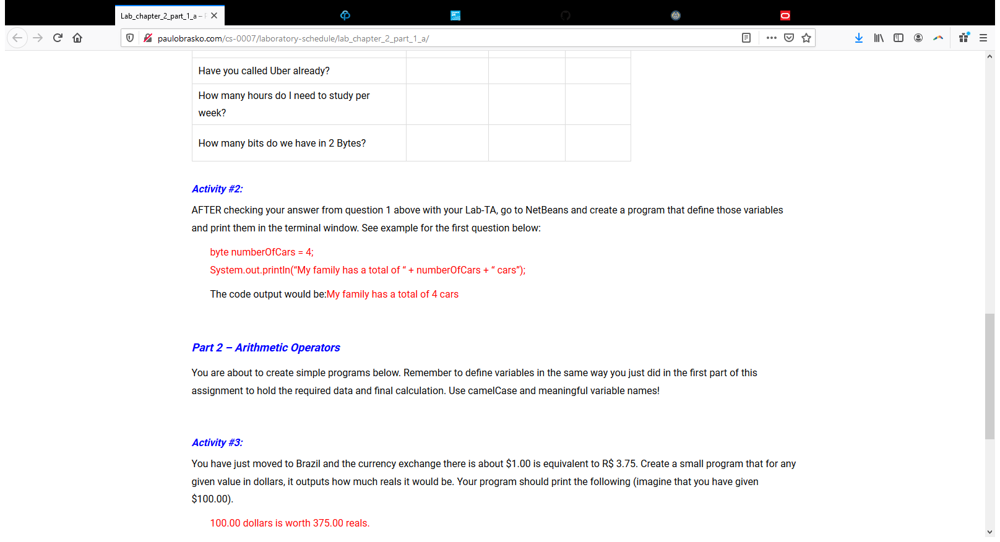 Lab_chapter_2_part_1_a –
paulobrasko.com/cs-0007/laboratory-schedule/lab_chapter_2_part_1_a/
Have you called Uber already?
How many hours do I need to study per
week?
How many bits do we have in 2 Bytes?
Activity #2:
AFTER checking your answer from question 1 above with your Lab-TA, go to NetBeans and create a program that define those variables
and print them in the terminal window. See example for the first question below:
byte numberOfCars = 4;
System.out.println(“My family has a total of “ + numberOfCars + “ cars”);
The code output would be:My family has a total of 4 cars
Part 2 – Arithmetic Operators
You are about to create simple programs below. Remember to define variables in the same way you just did in the first part of this
assignment to hold the required data and final calculation. Use camelCase and meaningful variable names!
Activity #3:
You have just moved to Brazil and the currency exchange there is about $1.00 is equivalent to R$ 3.75. Create a small program that for any
given value in dollars, it outputs how much reals it would be. Your program should print the following (imagine that you have given
$100.00).
100.00 dollars is worth 375.00 reals.